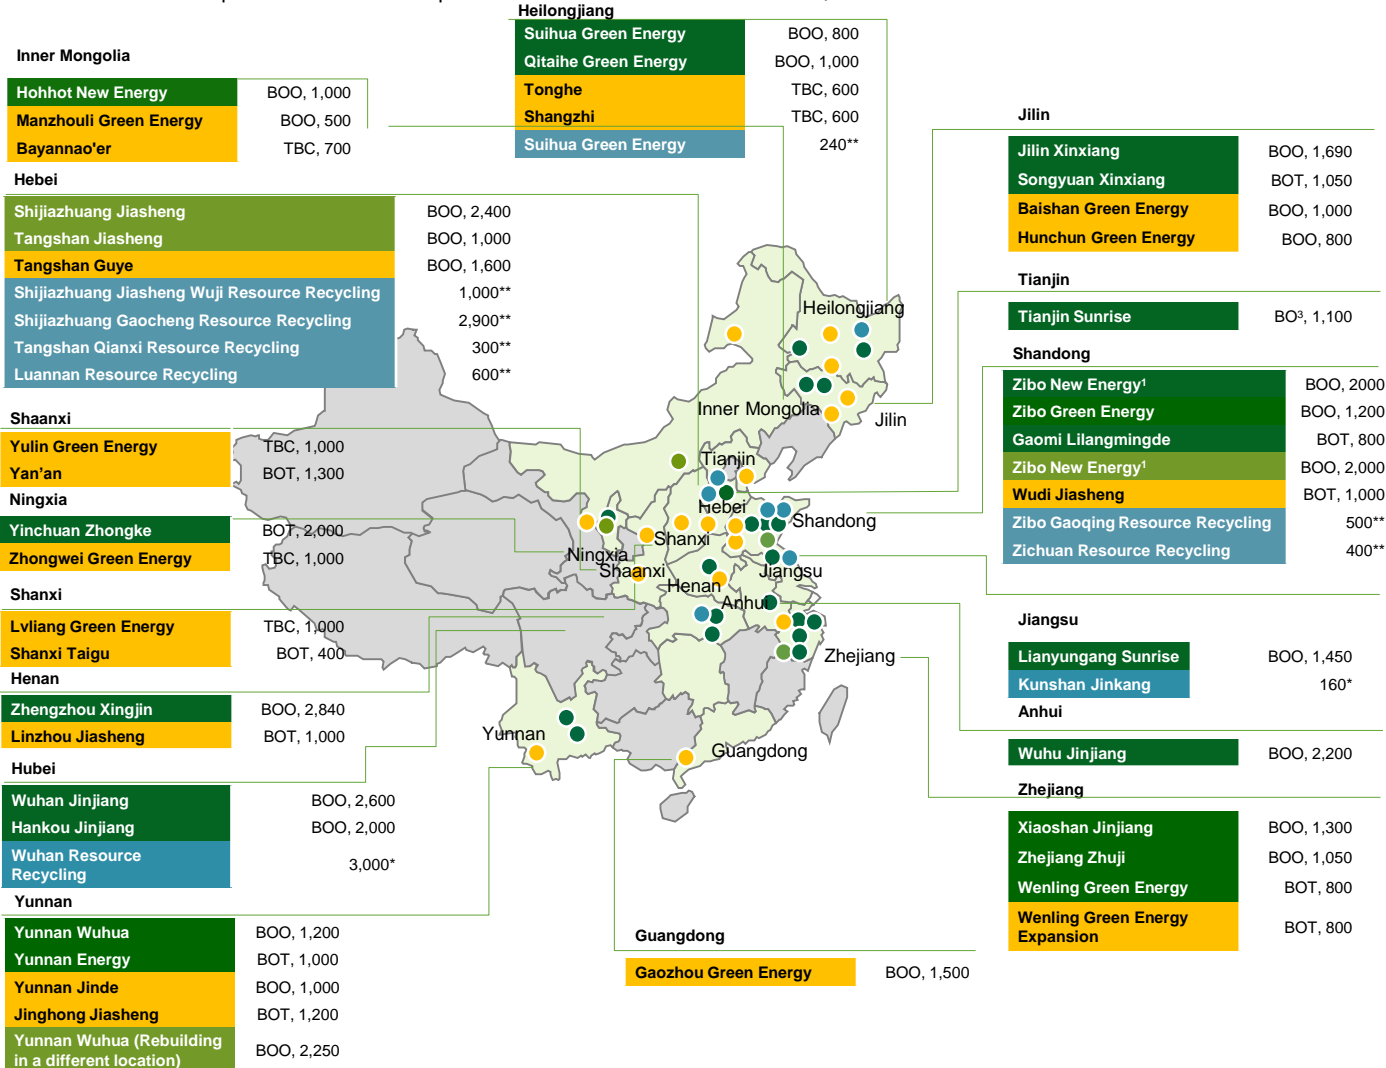 Heilongjiang
Suihua Green Energy BOO, 800
Qitaihe Green Energy BOO, 1,000
Tonghe TBC, 600
Shangzhi TBC, 600
Suihua Green Energy 240**
Inner Mongolia
Hohhot New Energy BOO, 1,000
Manzhouli Green Energy BOO, 500
Bayannao'er TBC, 700
Hebei
Shijiazhuang Jiasheng BOO, 2,400
Tangshan Jiasheng BOO, 1,000
Tangshan Guye BOO, 1,600
Shijiazhuang Jiasheng Wuji Resource Recycling 1,000**
Shijiazhuang Gaocheng Resource Recycling 2,900**
Tangshan Qianxi Resource Recycling 300**
Luannan Resource Recycling 600**
Shaanxi
Yulin Green Energy TBC, 1,000
Yan’an BOT, 1,300
Ningxia
Yinchuan Zhongke BOT, 2,000
Zhongwei Green Energy TBC, 1,000
Shanxi
Lvliang Green Energy TBC, 1,000
Shanxi Taigu BOT, 400
Henan
Zhengzhou Xingjin BOO, 2,840
Linzhou Jiasheng BOT, 1,000
Hubei
Wuhan Jinjiang BOO, 2,600
Hankou Jinjiang BOO, 2,000
Wuhan Resource
Recycling 3,000*
Yunnan
Yunnan Wuhua BOO, 1,200
Yunnan Energy BOT, 1,000
Yunnan Jinde BOO, 1,000
Jinghong Jiasheng BOT, 1,200
Yunnan Wuhua (Rebuilding
in a different location) BOO, 2,250
Heilongjiang
Inner Mongolia
Jilin
Tianjin
Hebei
Shandong
Shanxi
Ningxia
Shaanxi
Jiangsu
Henan
Anhui
Zhejiang
Yunnan
Guangdong
Guangdong
Gaozhou Green Energy BOO, 1,500
Jilin
Jilin Xinxiang BOO, 1,690
Songyuan Xinxiang BOT, 1,050
Baishan Green Energy BOO, 1,000
Hunchun Green Energy BOO, 800
Tianjin
Tianjin Sunrise BO³, 1,100
Shandong
Zibo New Energy¹ BOO, 2000
Zibo Green Energy BOO, 1,200
Gaomi Lilangmingde BOT, 800
Zibo New Energy¹ BOO, 2,000
Wudi Jiasheng BOT, 1,000
Zibo Gaoqing Resource Recycling 500**
Zichuan Resource Recycling 400**
Jiangsu
Lianyungang Sunrise BOO, 1,450
Kunshan Jinkang 160*
Anhui
Wuhu Jinjiang BOO, 2,200
Zhejiang
Xiaoshan Jinjiang BOO, 1,300
Zhejiang Zhuji BOO, 1,050
Wenling Green Energy BOT, 800
Wenling Green Energy
Expansion BOT, 800